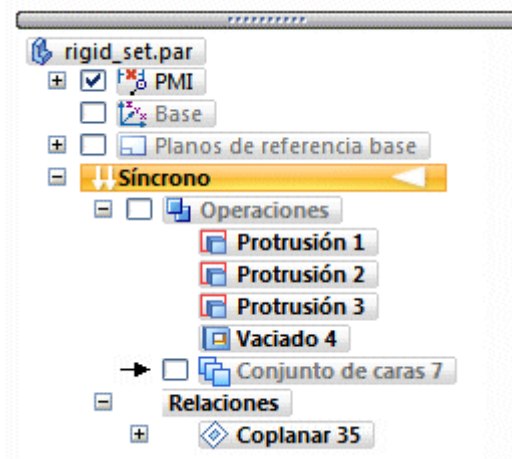 rigid_set.par
PMI
Base
Planos de referencia base
Síncrono
Operaciones
Protrusión 1
Protrusión 2
Protrusión 3
Vaciado 4
Conjunto de caras 7
Relaciones
Coplanar 35